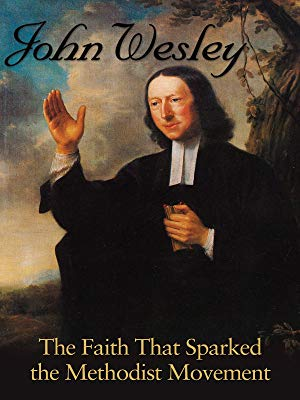 John Wesley
The Faith That Sparked
the Methodist Movement